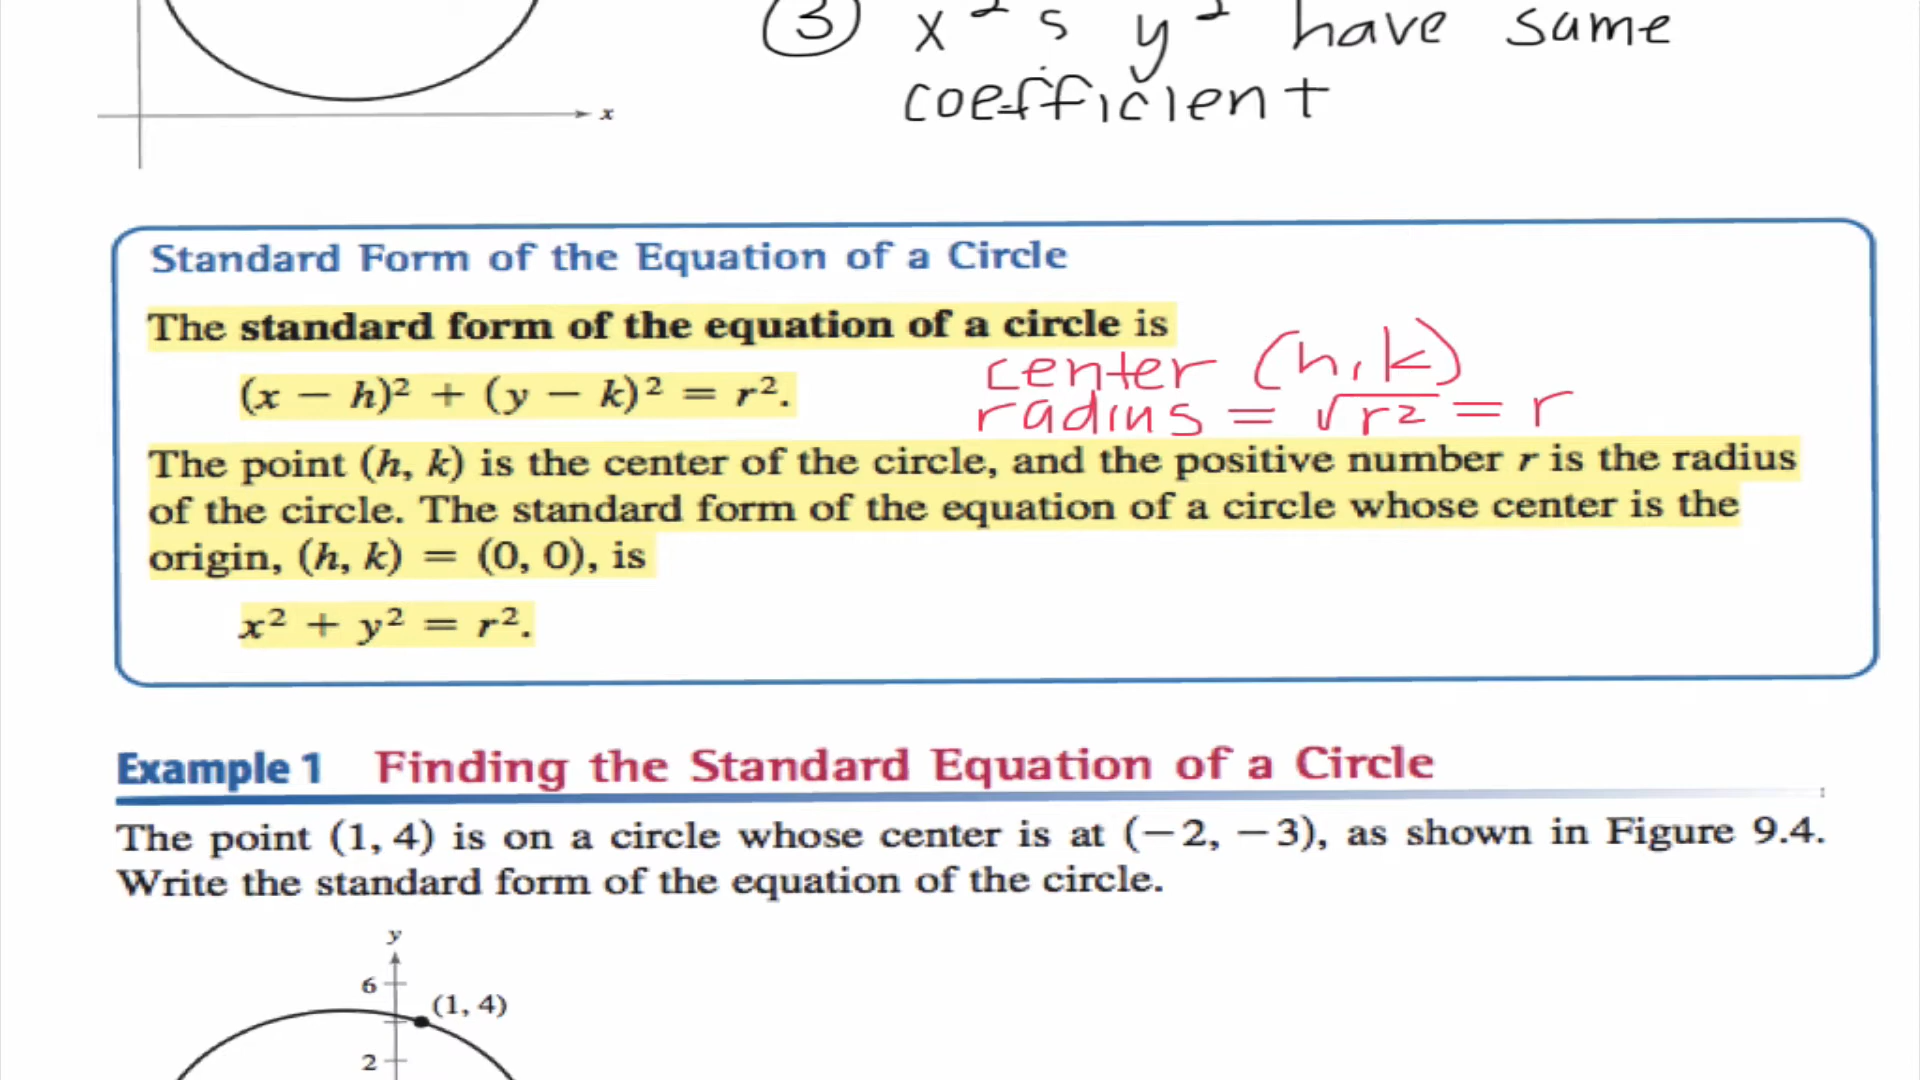 ③ x² s y² have same
coefficient
x
Standard Form of the Equation of a Circle
The standard form of the equation of a circle is
(x − h)² + (y − k)² = r².
center (h, k)
radius = √r² = r
The point (h, k) is the center of the circle, and the positive number r is the radius
of the circle. The standard form of the equation of a circle whose center is the
origin, (h, k) = (0, 0), is
x² + y² = r².
Example 1 Finding the Standard Equation of a Circle
The point (1, 4) is on a circle whose center is at (−2, −3), as shown in Figure 9.4.
Write the standard form of the equation of the circle.
y
6
(1, 4)
2